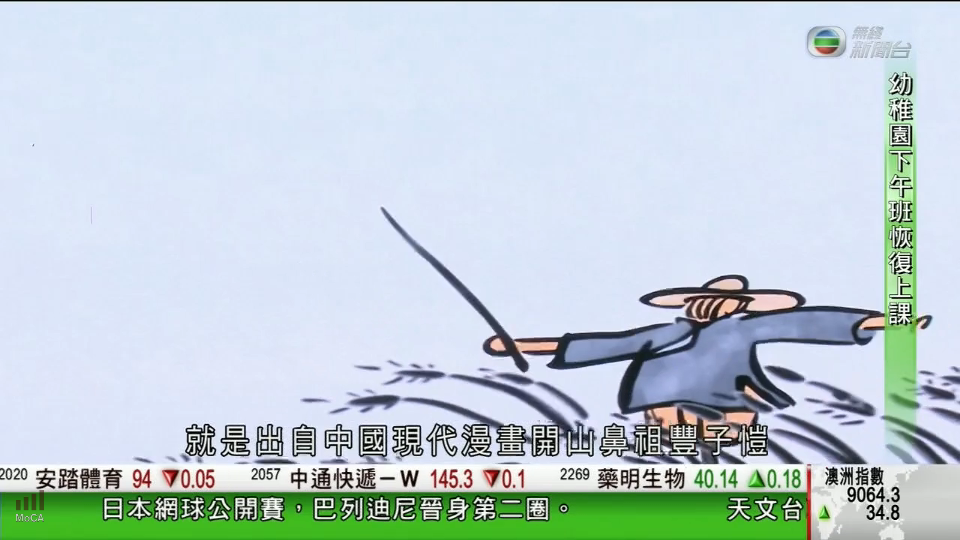 無綫
新聞台
幼稚園下午班恢復上課
就是出自中國現代漫畫開山鼻祖豐子愷
2020 安踏體育 94 ▼0.05 2057 中通快遞－W 145.3 ▼0.1 2269 藥明生物 40.14 ▲0.18
澳洲指數
9064.3
▲ 34.8
MoCA
日本網球公開賽，巴列迪尼晉身第二圈。 天文台